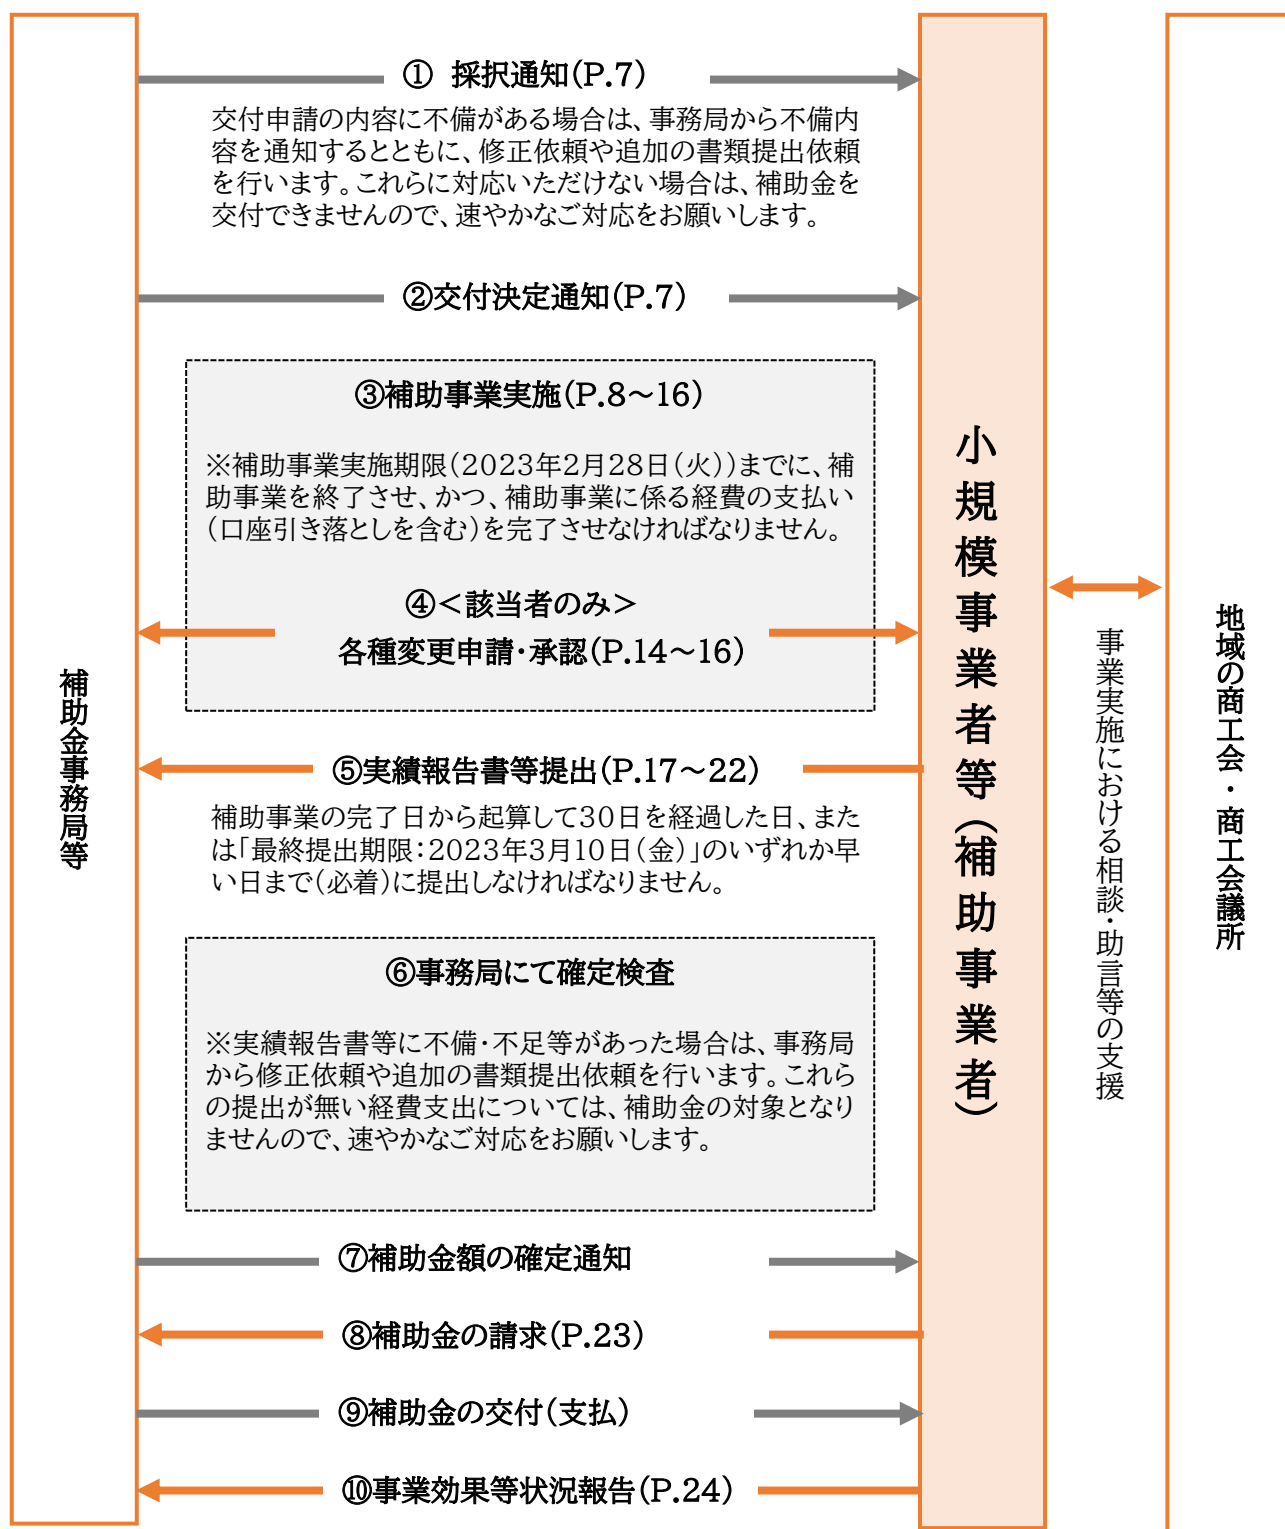 ① 採択通知(P.7)
交付申請の内容に不備がある場合は、事務局から不備内
容を通知するとともに、修正依頼や追加の書類提出依頼
を行います。これらに対応いただけない場合は、補助金を
交付できませんので、速やかなご対応をお願いします。
②交付決定通知(P.7)
③補助事業実施(P.8～16)
※補助事業実施期限(2023年2月28日(火))までに、補
助事業を終了させ、かつ、補助事業に係る経費の支払い
(口座引き落としを含む)を完了させなければなりません。
④＜該当者のみ＞
各種変更申請・承認(P.14～16)
⑤実績報告書等提出(P.17～22)
補助事業の完了日から起算して30日を経過した日、また
は「最終提出期限：2023年3月10日(金)」のいずれか早
い日まで(必着)に提出しなければなりません。
⑥事務局にて確定検査
※実績報告書等に不備・不足等があった場合は、事務局
から修正依頼や追加の書類提出依頼を行います。これら
の提出が無い経費支出については、補助金の対象となり
ませんので、速やかなご対応をお願いします。
⑦補助金額の確定通知
⑧補助金の請求(P.23)
⑨補助金の交付(支払)
⑩事業効果等状況報告(P.24)
補助金事務局等
小規模事業者等(補助事業者)
事業実施における相談・助言等の支援
地域の商工会・商工会議所